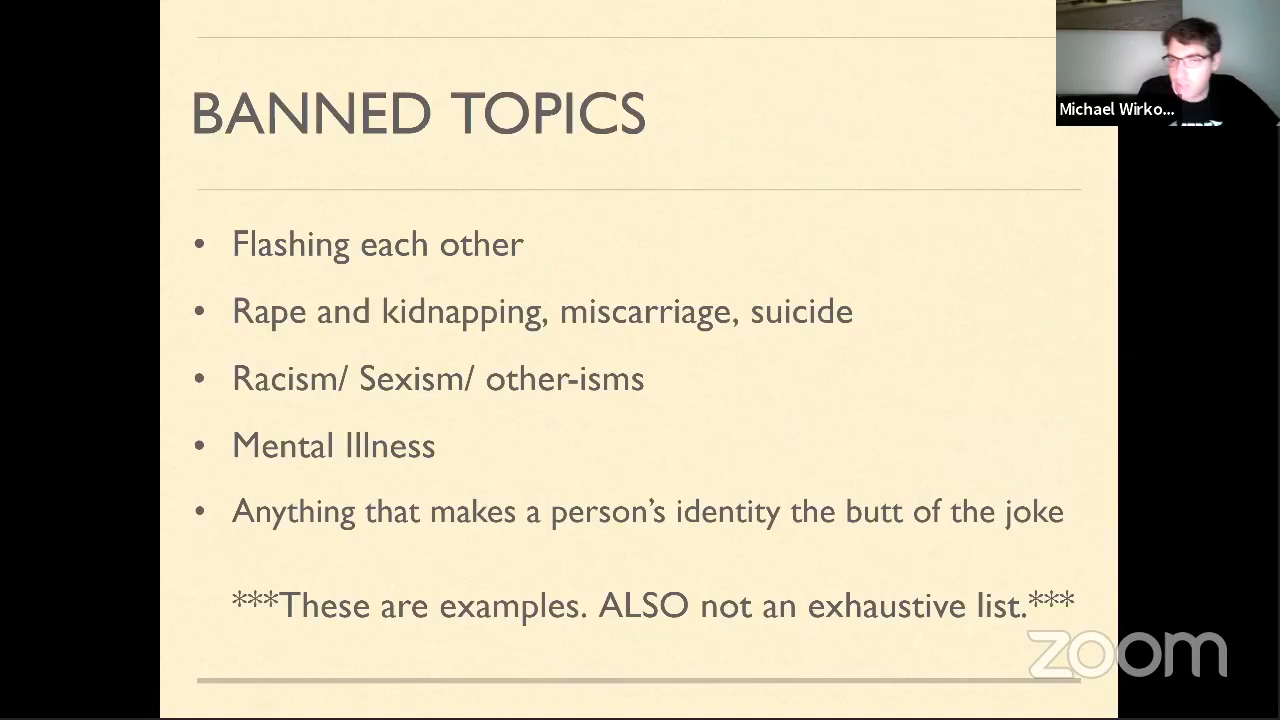 BANNED TOPICS
Michael Wirko...
• Flashing each other
• Rape and kidnapping, miscarriage, suicide
• Racism/ Sexism/ other-isms
• Mental Illness
• Anything that makes a person's identity the butt of the joke
***These are examples. ALSO not an exhaustive list.***
zoom